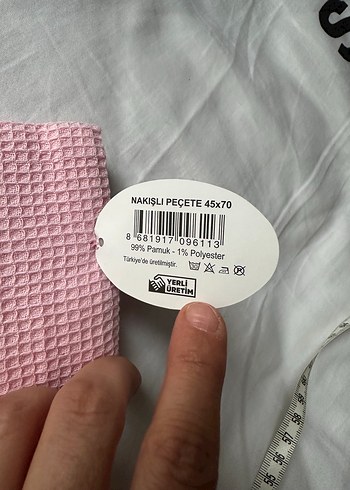 NAKIŞLI PEÇETE 45x70
8 681917 096113
99% Pamuk - 1% Polyester
Türkiye'de üretilmiştir.
YERLİ
ÜRETİM